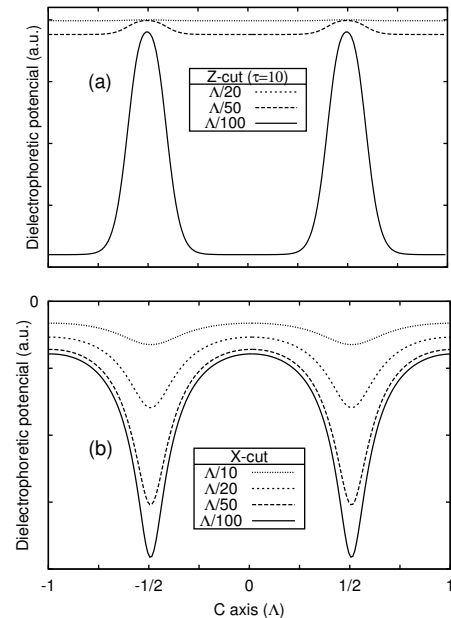 Dielectrophoretic potencial (a.u.)
(a)
Z-cut (τ=10)
Λ/20
Λ/50
Λ/100
0
Dielectrophoretic potencial (a.u.)
(b)
X-cut
Λ/10
Λ/20
Λ/50
Λ/100
-1 -1/2 0 1/2 1
C axis (Λ)